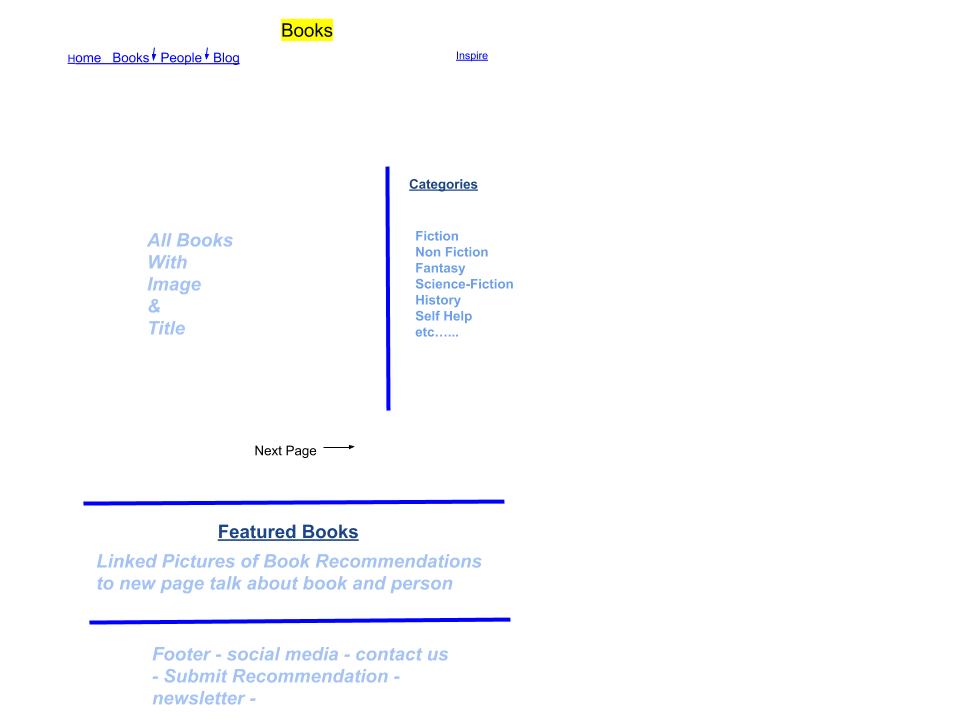 Books
Home Books People Blog
Inspire
Categories
All Books
With
Image
&
Title
Fiction
Non Fiction
Fantasy
Science-Fiction
History
Self Help
etc…...
Next Page
Featured Books
Linked Pictures of Book Recommendations
to new page talk about book and person
Footer - social media - contact us
- Submit Recommendation -
newsletter -